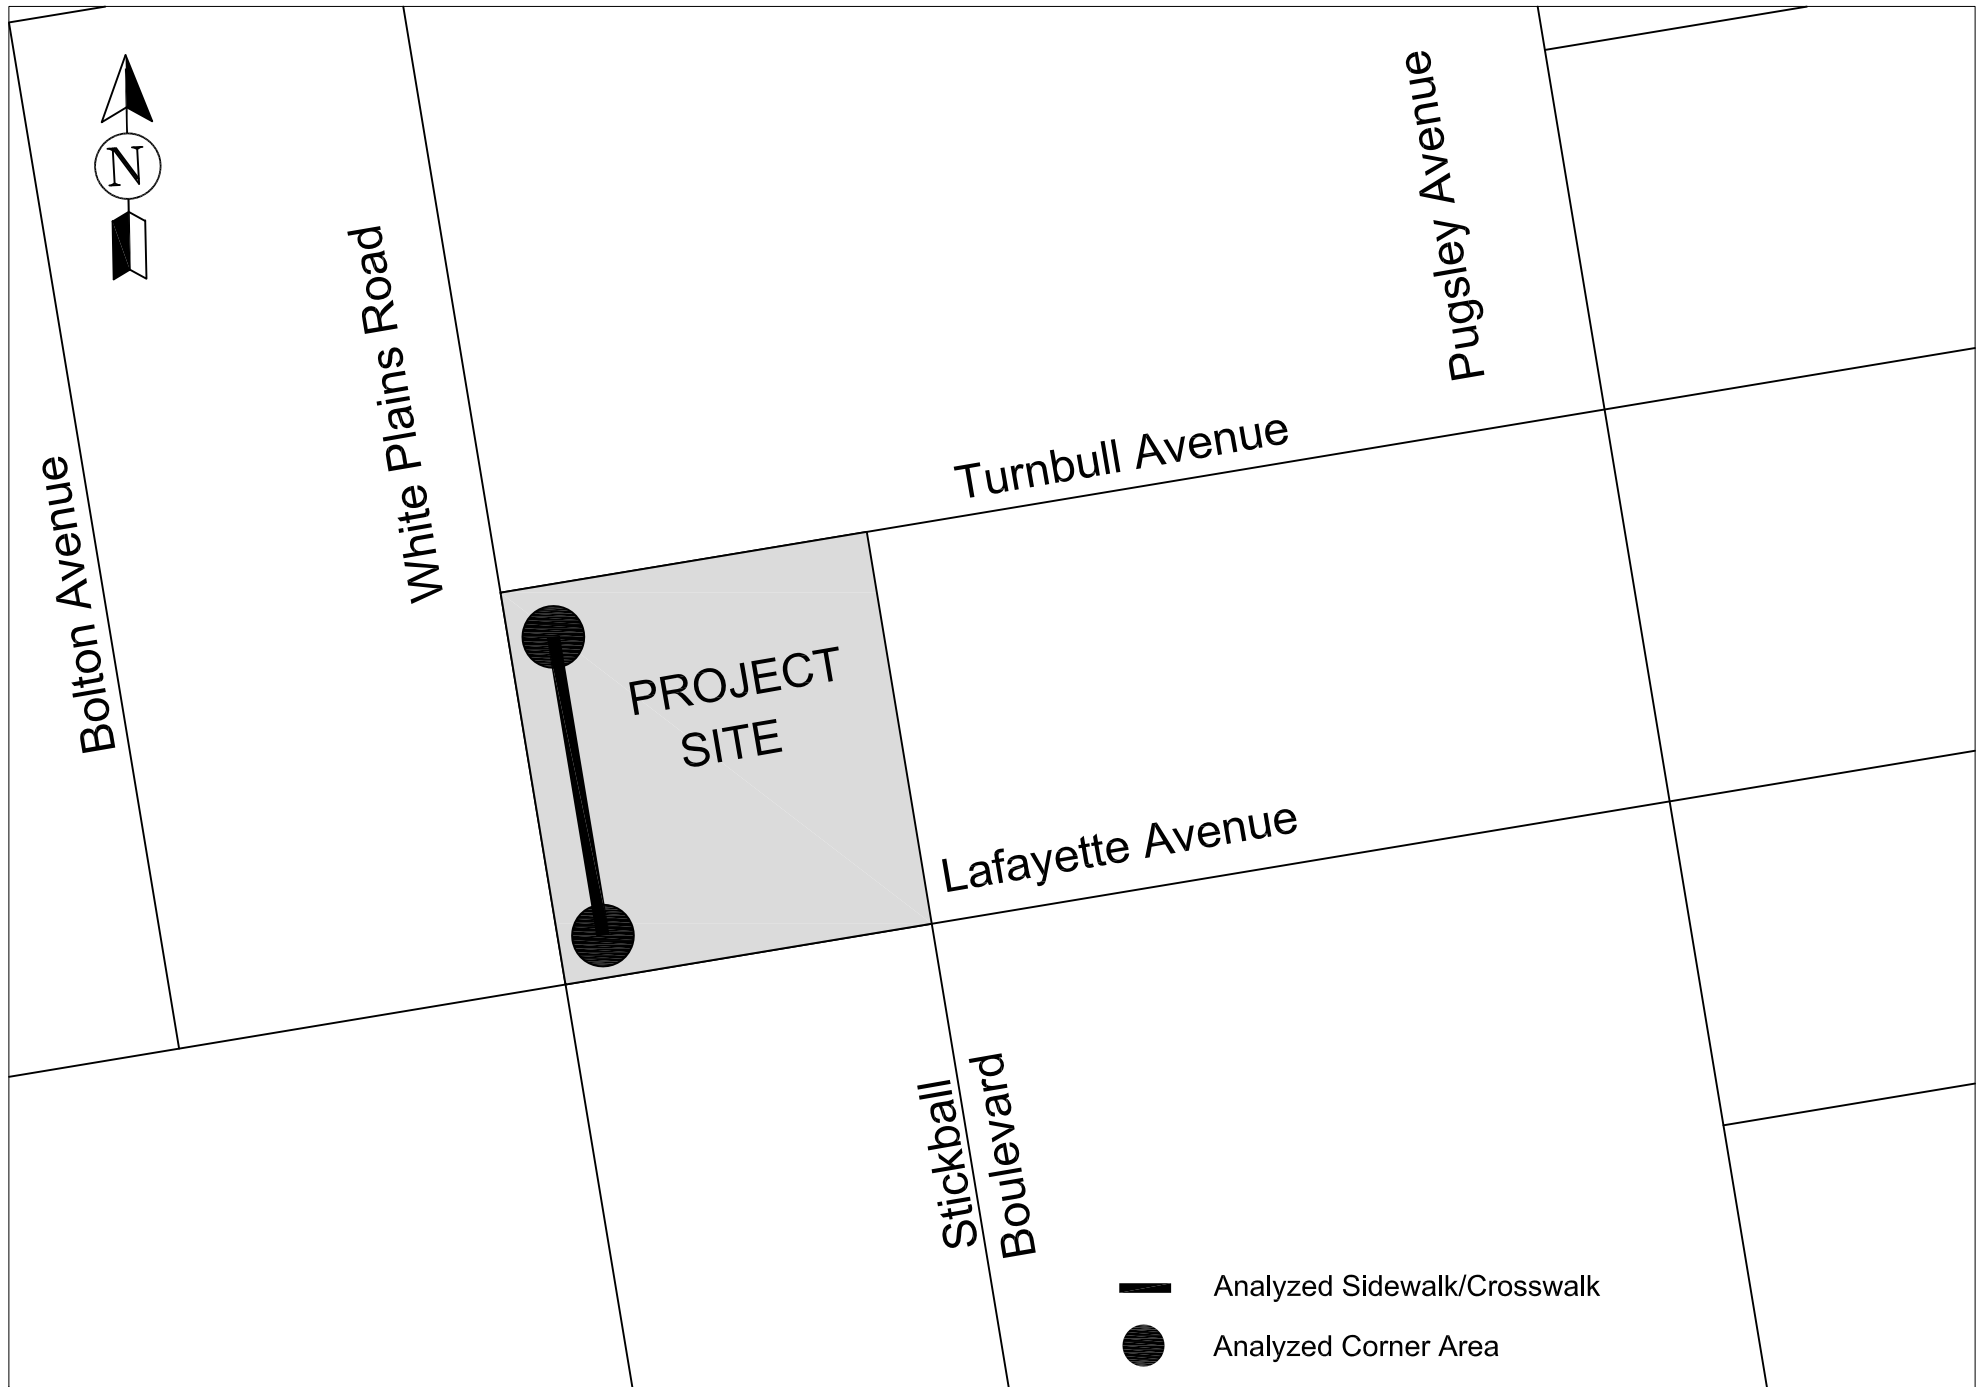 N
Pugsley Avenue
White Plains Road
Turnbull Avenue
Bolton Avenue
PROJECT
SITE
Lafayette Avenue
Stickball
Boulevard
Analyzed Sidewalk/Crosswalk
Analyzed Corner Area